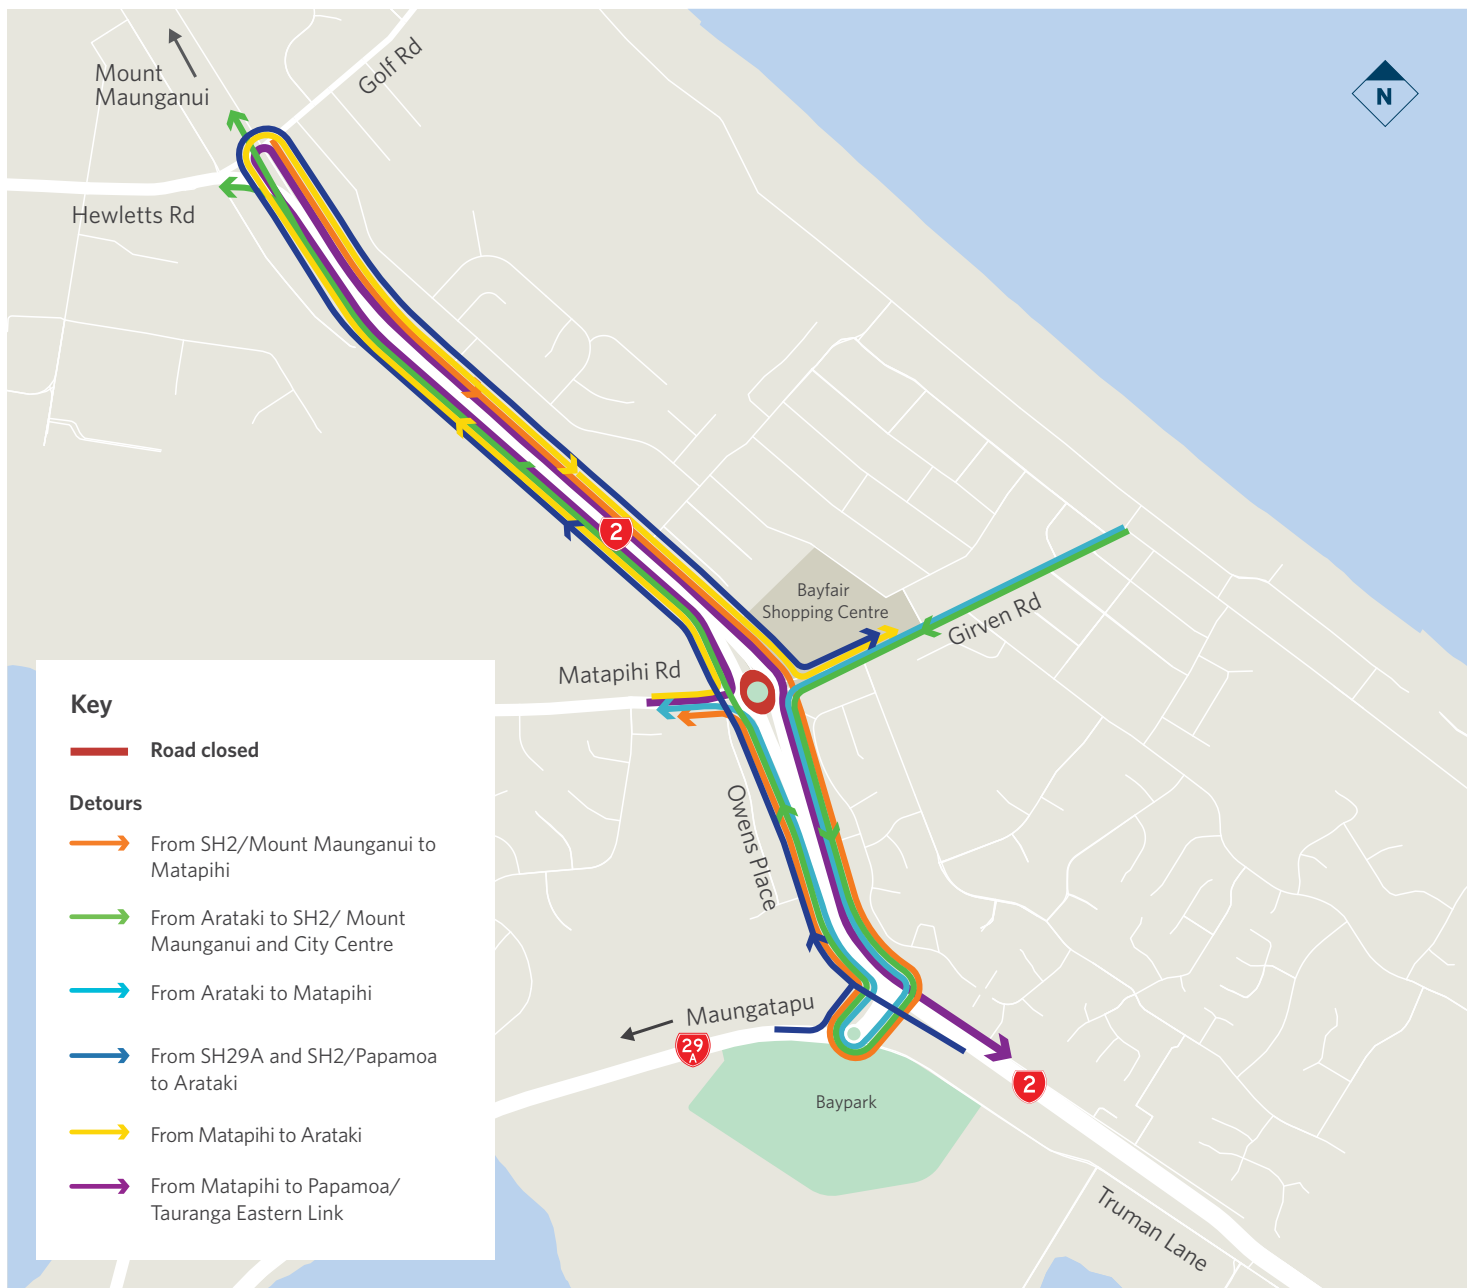 Mount
Maunganui
Golf Rd
N
Hewletts Rd
2
Bayfair
Shopping Centre
Girven Rd
Matapihi Rd
Owens Place
Maungatapu
29
A
2
Baypark
Truman Lane
Key
Road closed
Detours
From SH2/Mount Maunganui to
Matapihi
From Arataki to SH2/ Mount
Maunganui and City Centre
From Arataki to Matapihi
From SH29A and SH2/Papamoa
to Arataki
From Matapihi to Arataki
From Matapihi to Papamoa/
Tauranga Eastern Link